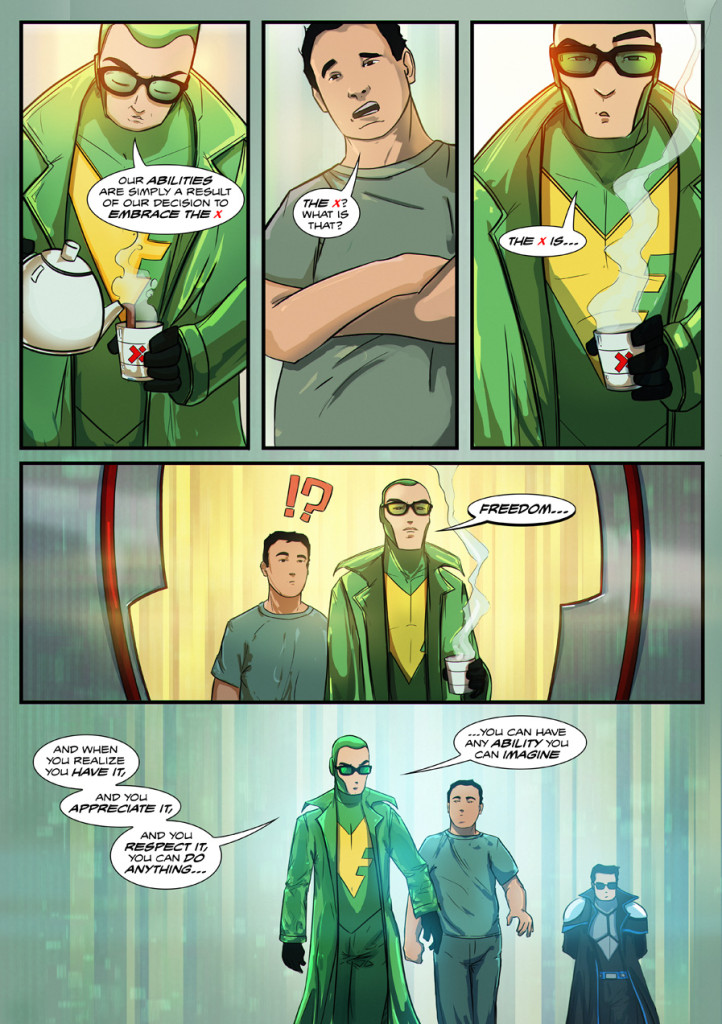 OUR ABILITIES
ARE SIMPLY A RESULT
OF OUR DECISION TO
EMBRACE THE X
E
X
THE X?
WHAT IS
THAT?
THE X IS...
E
X
!?
FREEDOM...
...YOU CAN HAVE
ANY ABILITY YOU
CAN IMAGINE
AND WHEN
YOU REALIZE
YOU HAVE IT,
AND YOU
APPRECIATE IT,
AND YOU
RESPECT IT,
YOU CAN DO
ANYTHING...
E